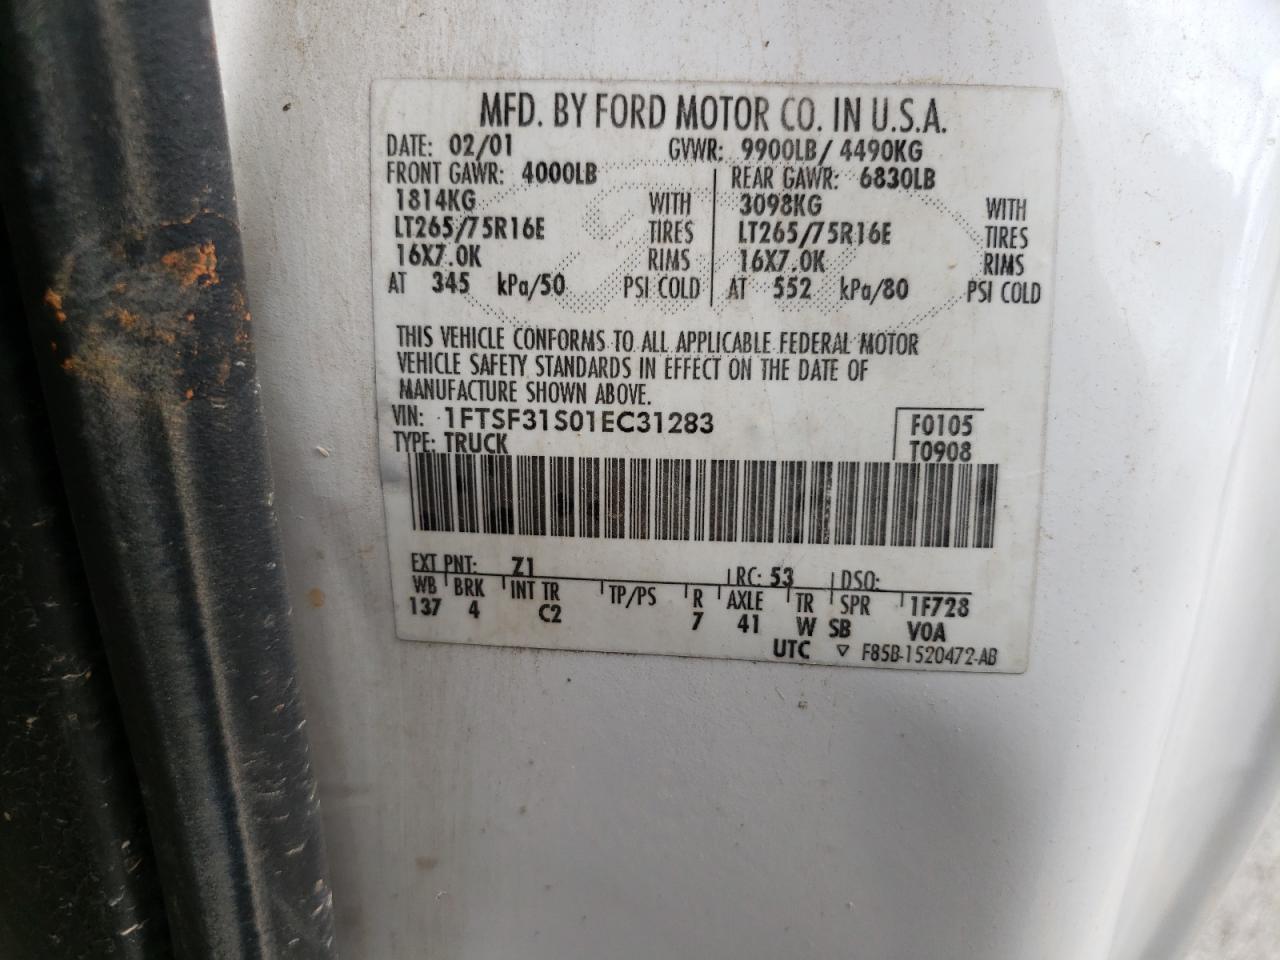 MFD. BY FORD MOTOR CO. IN U.S.A.
DATE: 02/01 GVWR: 9900LB/ 4490KG
FRONT GAWR: 4000LB REAR GAWR: 6830LB
1814KG WITH 3098KG WITH
LT265/75R16E TIRES LT265/75R16E TIRES
16X7.0K RIMS 16X7.0K RIMS
AT 345 kPa/50 PSI COLD AT 552 kPa/80 PSI COLD
THIS VEHICLE CONFORMS TO ALL APPLICABLE FEDERAL MOTOR
VEHICLE SAFETY STANDARDS IN EFFECT ON THE DATE OF
MANUFACTURE SHOWN ABOVE.
VIN: 1FTSF31S01EC31283 F0105
TYPE: TRUCK T0908
EXT PNT: Z1 RC: 53 DSO:
WB BRK INT TR TP/PS R AXLE TR SPR 1F728
137 4 C2 7 41 W SB V0A
UTC ▽ F85B-1520472-AB